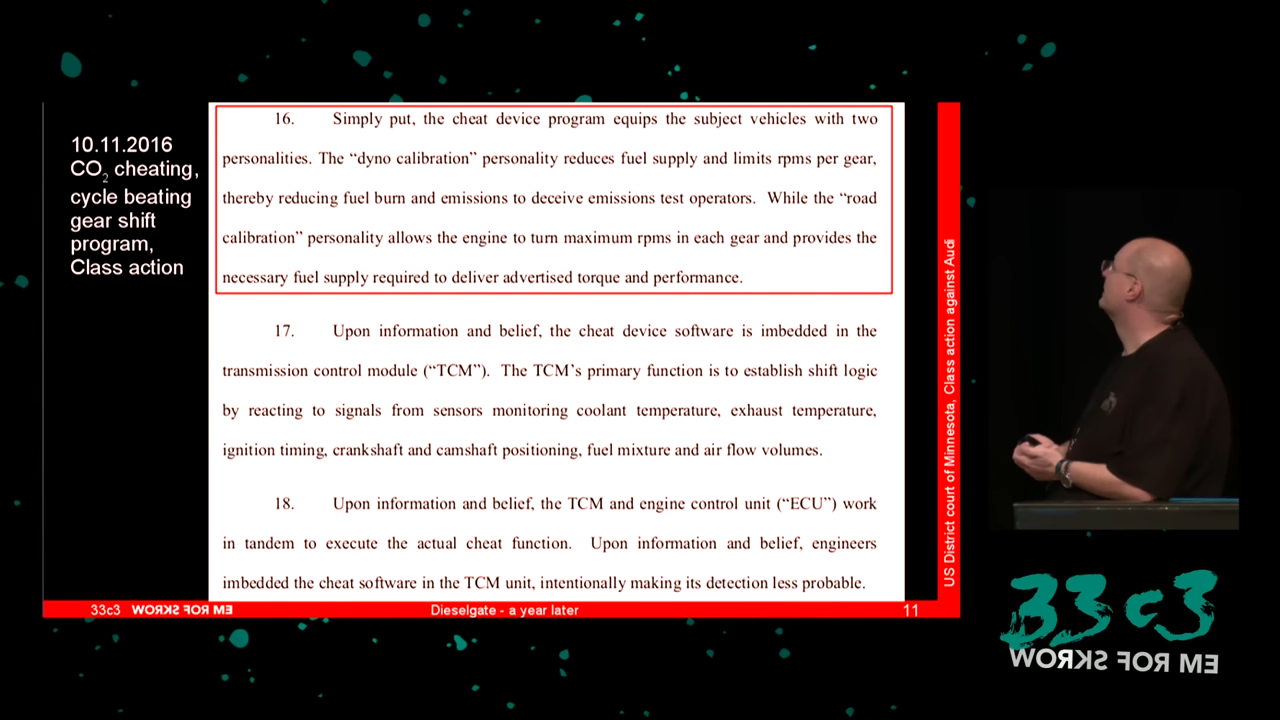 10.11.2016
CO2 cheating,
cycle beating
gear shift
program,
Class action
16. Simply put, the cheat device program equips the subject vehicles with two
personalities. The “dyno calibration” personality reduces fuel supply and limits rpms per gear,
thereby reducing fuel burn and emissions to deceive emissions test operators. While the “road
calibration” personality allows the engine to turn maximum rpms in each gear and provides the
necessary fuel supply required to deliver advertised torque and performance.
17. Upon information and belief, the cheat device software is imbedded in the
transmission control module (“TCM”). The TCM’s primary function is to establish shift logic
by reacting to signals from sensors monitoring coolant temperature, exhaust temperature,
ignition timing, crankshaft and camshaft positioning, fuel mixture and air flow volumes.
18. Upon information and belief, the TCM and engine control unit (“ECU”) work
in tandem to execute the actual cheat function. Upon information and belief, engineers
imbedded the cheat software in the TCM unit, intentionally making its detection less probable.
US District court of Minnesota, Class action against Audi
33c3 WORKS FOR ME Dieselgate - a year later 11
33c3
WORKS FOR ME